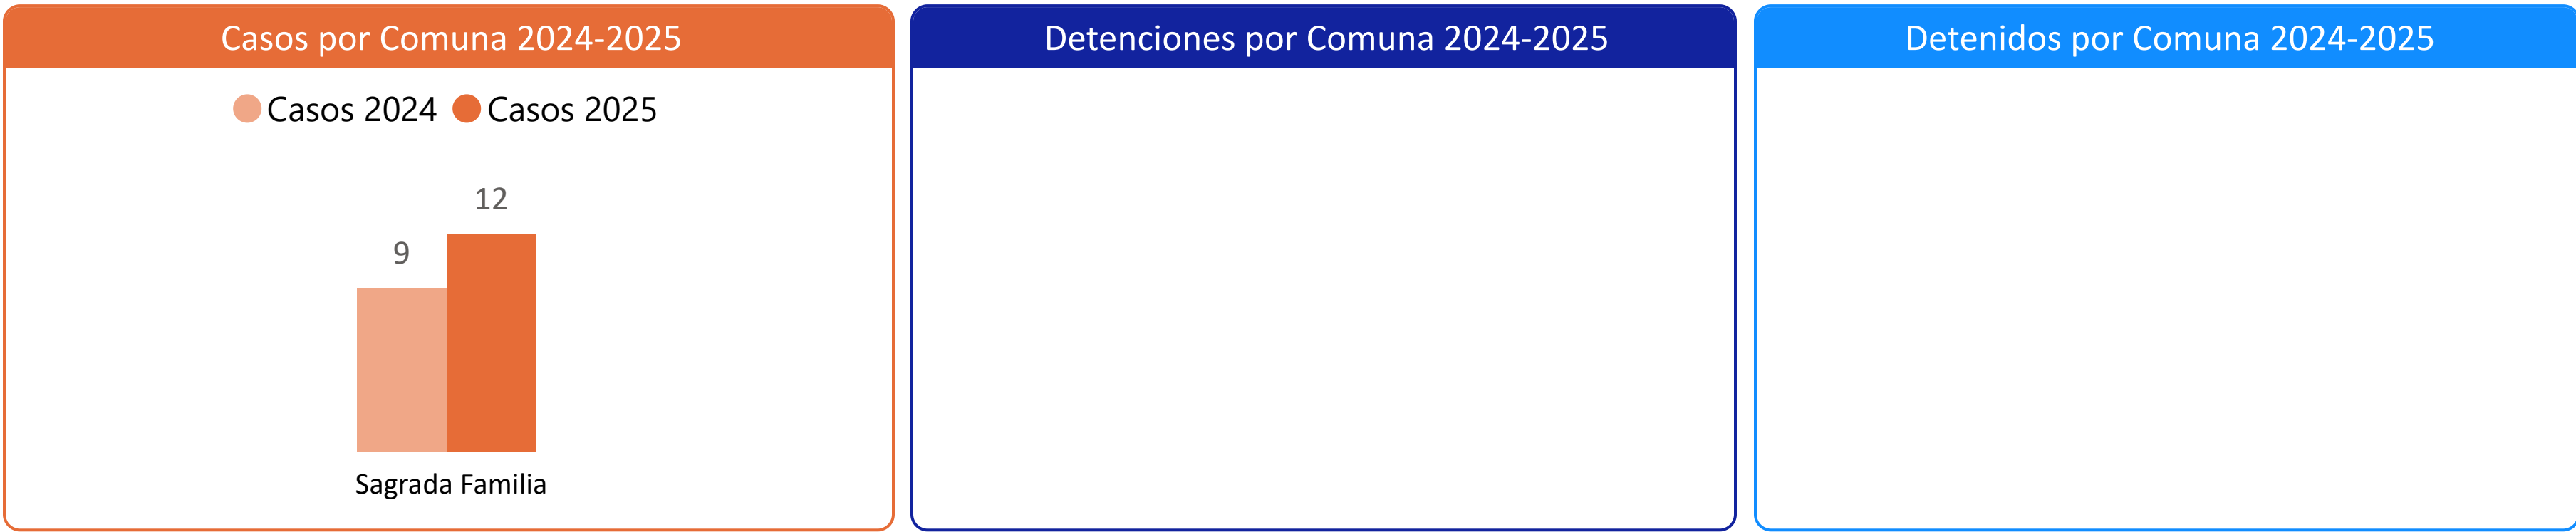 Casos por Comuna 2024-2025
Casos 2024 Casos 2025
12
9
Sagrada Familia
Detenciones por Comuna 2024-2025
Detenidos por Comuna 2024-2025